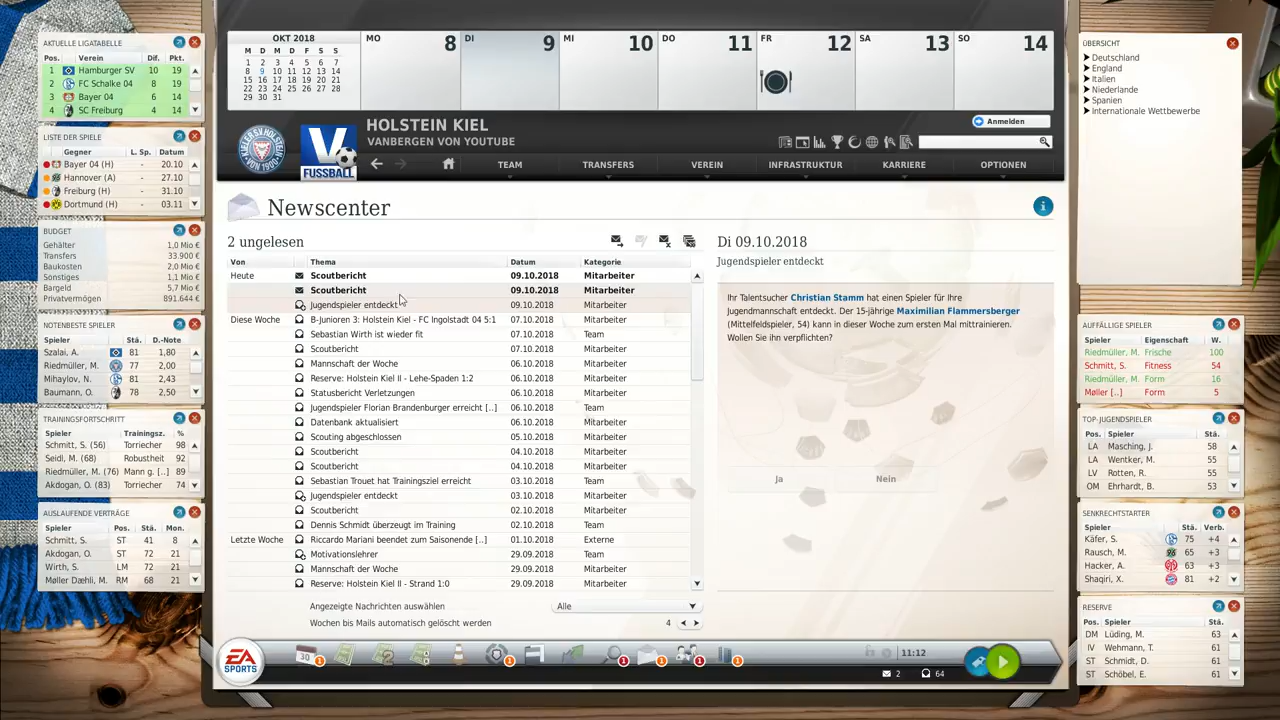 AKTUELLE LIGATABELLE
Pos. Verein Dif. Pkt.
1 Hamburger SV 10 19
2 FC Schalke 04 8 19
3 Bayer 04 6 14
4 SC Freiburg 4 14
LISTE DER SPIELE
Gegner L. Sp. Datum
Bayer 04 (H) - 20.10
Hannover (A) - 27.10
Freiburg (H) - 31.10
Dortmund (H) - 03.11
BUDGET
Gehälter 1,0 Mio €
Transfers 33.900 €
Baukosten 2,0 Mio €
Sonstiges 1,1 Mio €
Bargeld 5,7 Mio €
Privatvermögen 891.644 €
NOTENBESTE SPIELER
Spieler Stä. D.-Note
Szalai, A. 81 1,80
Riedmüller, M. 77 2,00
Mihaylov, N. 81 2,43
Baumann, O. 78 2,50
TRAININGSFORTSCHRITT
Spieler Trainingsz. %
Schmitt, S. (56) Torriecher 98
Seidl, M. (68) Robustheit 92
Riedmüller, M. (76) Mann g. [..] 89
Akdogan, O. (83) Torriecher 74
AUSLAUFENDE VERTRÄGE
Spieler Pos. Stä. Mon.
Schmitt, S. ST 41 8
Akdogan, O. ST 72 21
Wirth, S. LM 72 21
Møller Dæhli, M. RM 68 21
OKT 2018
M D M D F S S
1 2 3 4 5 6 7
8 9 10 11 12 13 14
15 16 17 18 19 20 21
22 23 24 25 26 27 28
29 30 31
MO 8 DI 9 MI 10 DO 11 FR 12 SA 13 SO 14
HOLSTEIN KIEL
VANBERGEN VON YOUTUBE
Anmelden
V
FUSSBALL
TEAM TRANSFERS VEREIN INFRASTRUKTUR KARRIERE OPTIONEN
Newscenter
2 ungelesen
Von Thema Datum Kategorie
Heute Scoutbericht 09.10.2018 Mitarbeiter
Scoutbericht 09.10.2018 Mitarbeiter
Jugendspieler entdeckt 09.10.2018 Mitarbeiter
Diese Woche B-Junioren 3: Holstein Kiel - FC Ingolstadt 04 5:1 07.10.2018 Mitarbeiter
Sebastian Wirth ist wieder fit 07.10.2018 Team
Scoutbericht 07.10.2018 Mitarbeiter
Mannschaft der Woche 06.10.2018 Mitarbeiter
Reserve: Holstein Kiel II - Lehe-Spaden 1:2 06.10.2018 Mitarbeiter
Statusbericht Verletzungen 06.10.2018 Mitarbeiter
Jugendspieler Florian Brandenburger erreicht [..] 06.10.2018 Team
Datenbank aktualisiert 06.10.2018 Mitarbeiter
Scouting abgeschlossen 05.10.2018 Mitarbeiter
Scoutbericht 04.10.2018 Mitarbeiter
Scoutbericht 04.10.2018 Mitarbeiter
Sebastian Trouet hat Trainingsziel erreicht 03.10.2018 Team
Jugendspieler entdeckt 03.10.2018 Mitarbeiter
Scoutbericht 02.10.2018 Mitarbeiter
Dennis Schmidt überzeugt im Training 02.10.2018 Team
Letzte Woche Riccardo Mariani beendet zum Saisonende [..] 01.10.2018 Externe
Motivationslehrer 29.09.2018 Team
Mannschaft der Woche 29.09.2018 Mitarbeiter
Reserve: Holstein Kiel II - Strand 1:0 29.09.2018 Mitarbeiter
Angezeigte Nachrichten auswählen Alle
Wochen bis Mails automatisch gelöscht werden 4
Di 09.10.2018
Jugendspieler entdeckt
Ihr Talentsucher Christian Stamm hat einen Spieler für Ihre
Jugendmannschaft entdeckt. Der 15-jährige Maximilian Flammersberger
(Mittelfeldspieler, 54) kann in dieser Woche zum ersten Mal mittrainieren.
Wollen Sie ihn verpflichten?
Ja Nein
EA SPORTS
30 1 1 1 1 1 1
11:12
2 64
ÜBERSICHT
Deutschland
England
Italien
Niederlande
Spanien
Internationale Wettbewerbe
AUFFÄLLIGE SPIELER
Spieler Eigenschaft W.
Riedmüller, M. Frische 100
Schmitt, S. Fitness 54
Riedmüller, M. Form 16
Møller [..] Form 5
TOP-JUGENDSPIELER
Pos. Spieler Stä.
LA Masching, J. 58
LA Wentker, M. 55
LV Rotten, R. 55
OM Ehrhardt, B. 53
SENKRECHTSTARTER
Spieler Stä. Verb.
Käfer, S. 75 +4
Rausch, M. 65 +3
Hacker, A. 63 +3
Shaqiri, X. 81 +2
RESERVE
Pos. Spieler Stä.
DM Lüding, M. 63
IV Wehmann, T. 61
ST Schmidt, D. 61
ST Schöbel, E. 61